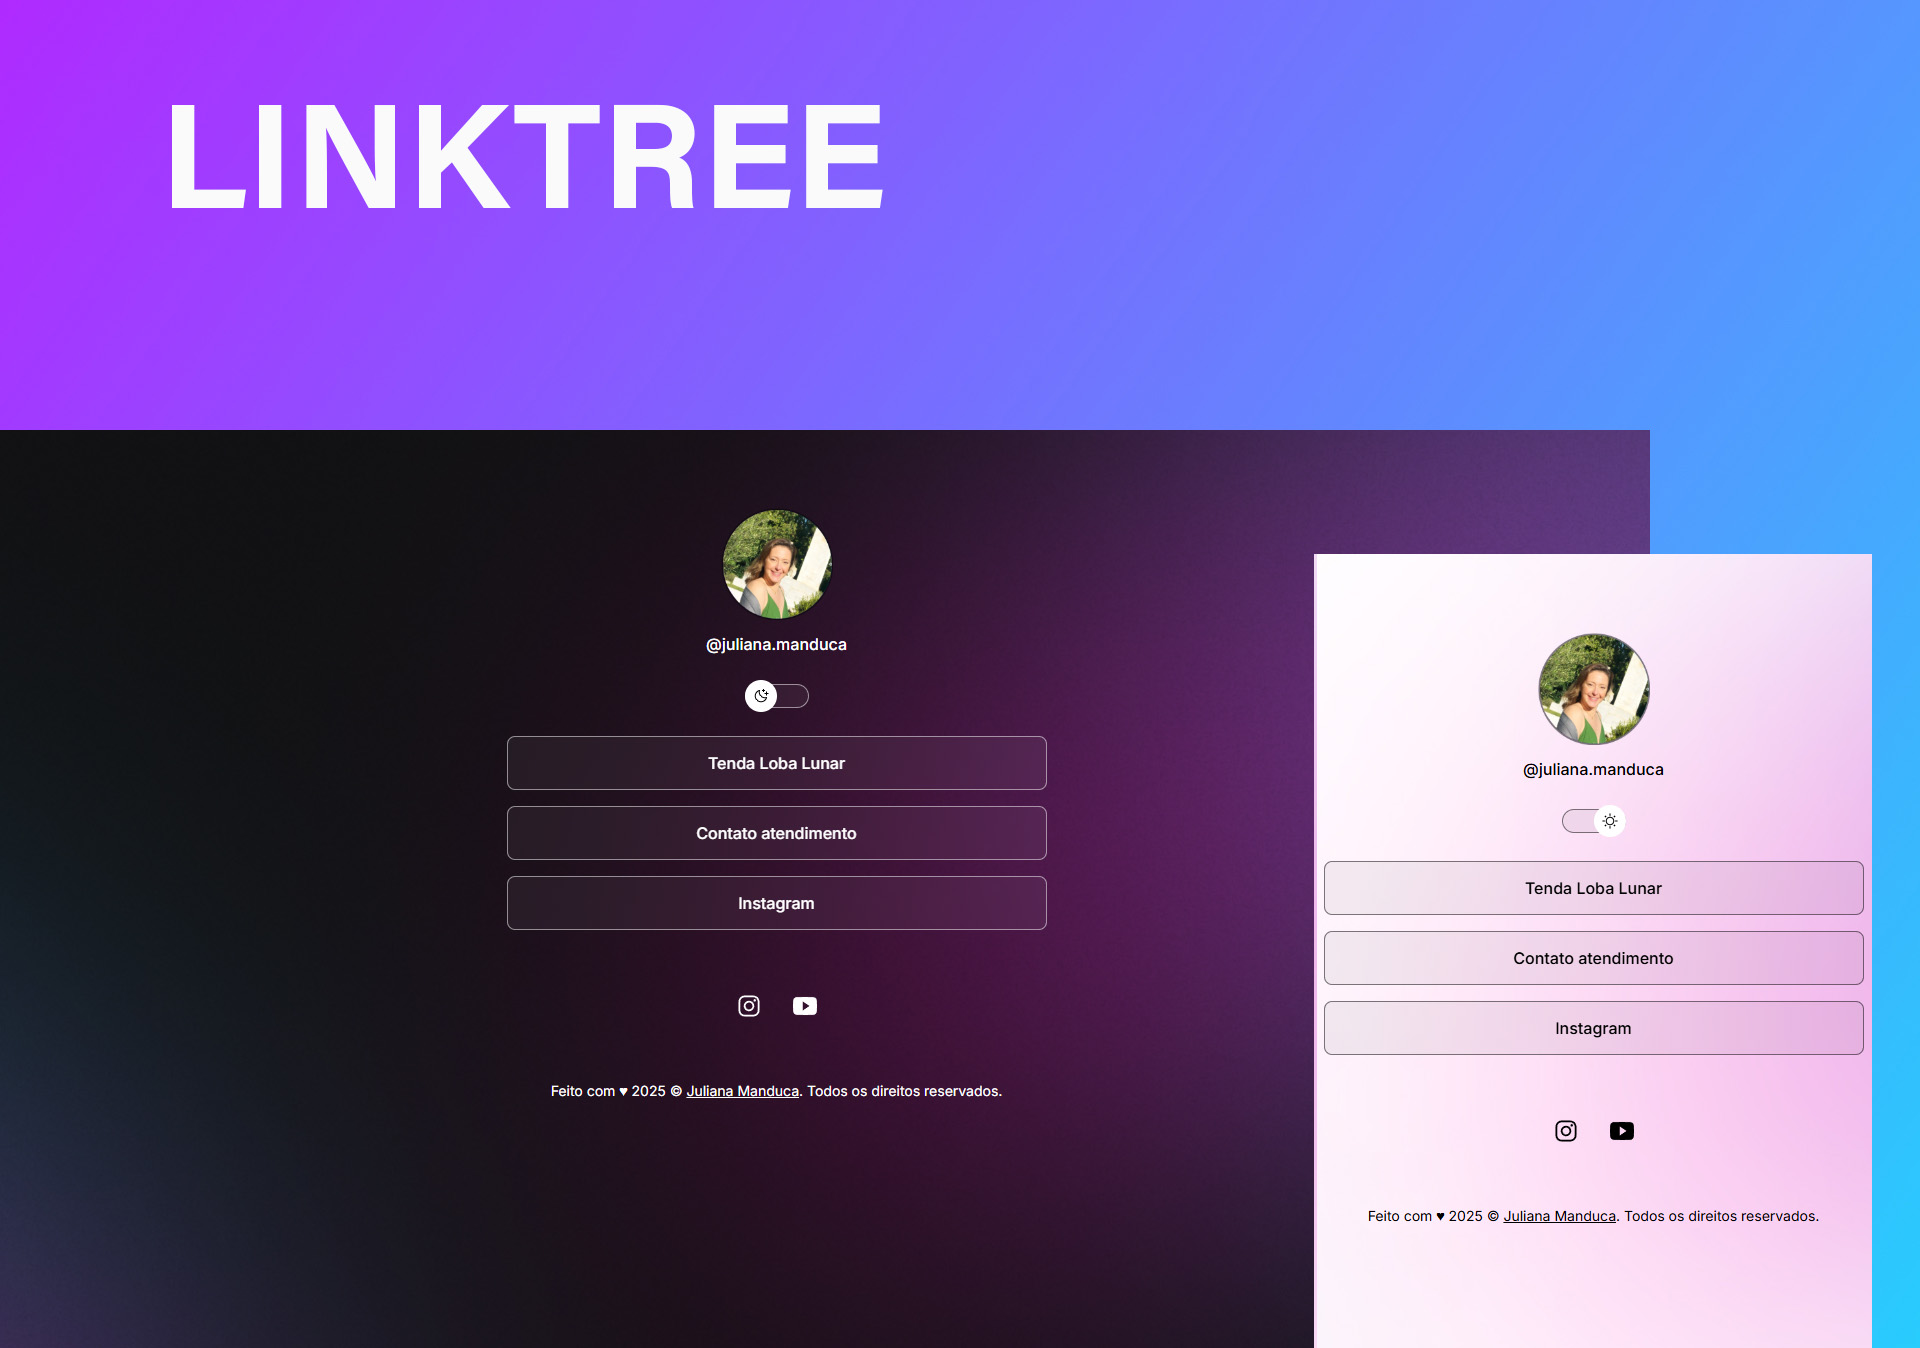 LINKTREE
@juliana.manduca
Tenda Loba Lunar
Contato atendimento
Instagram
Feito com ♥ 2025 © Juliana Manduca. Todos os direitos reservados.
@juliana.manduca
Tenda Loba Lunar
Contato atendimento
Instagram
Feito com ♥ 2025 © Juliana Manduca. Todos os direitos reservados.